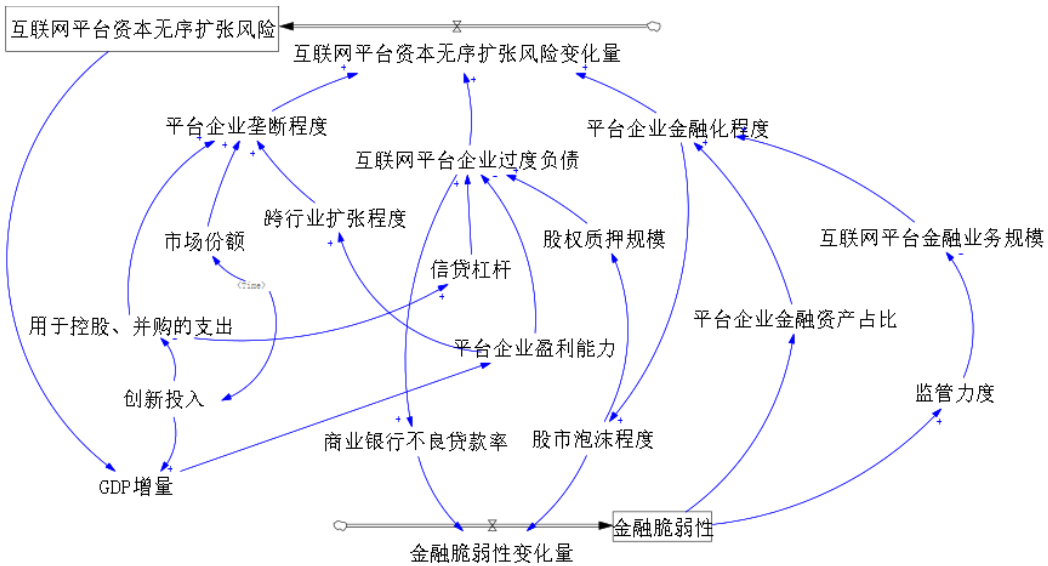 互联网平台资本无序扩张风险
互联网平台资本无序扩张风险变化量
平台企业垄断程度
平台企业金融化程度
互联网平台企业过度负债
跨行业扩张程度
市场份额
股权质押规模
互联网平台金融业务规模
信贷杠杆
(Time)
用于控股、并购的支出
平台企业金融资产占比
平台企业盈利能力
创新投入
监管力度
商业银行不良贷款率
股市泡沫程度
GDP增量
金融脆弱性
金融脆弱性变化量